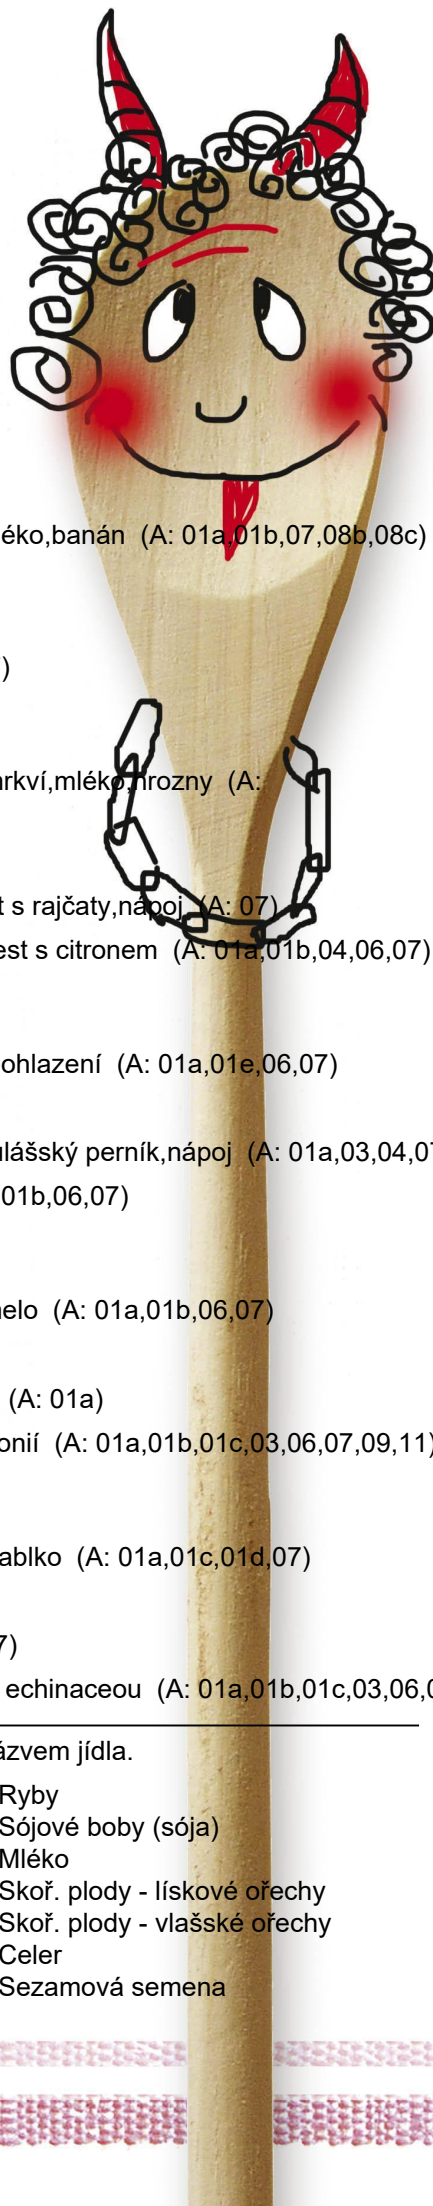 éko,banán (A: 01a,01b,07,08b,08c)
)
rkví,mléko,hrozny (A:
t s rajčaty,nápoj (A: 07)
est s citronem (A: 01a,01b,04,06,07)
ohlazení (A: 01a,01e,06,07)
lášský perník,nápoj (A: 01a,03,04,07
01b,06,07)
elo (A: 01a,01b,06,07)
(A: 01a)
onií (A: 01a,01b,01c,03,06,07,09,11)
ablko (A: 01a,01c,01d,07)
7)
echinaceou (A: 01a,01b,01c,03,06,0
ázvem jídla.
Ryby
Sójové boby (sója)
Mléko
Skoř. plody - lískové ořechy
Skoř. plody - vlašské ořechy
Celer
Sezamová semena